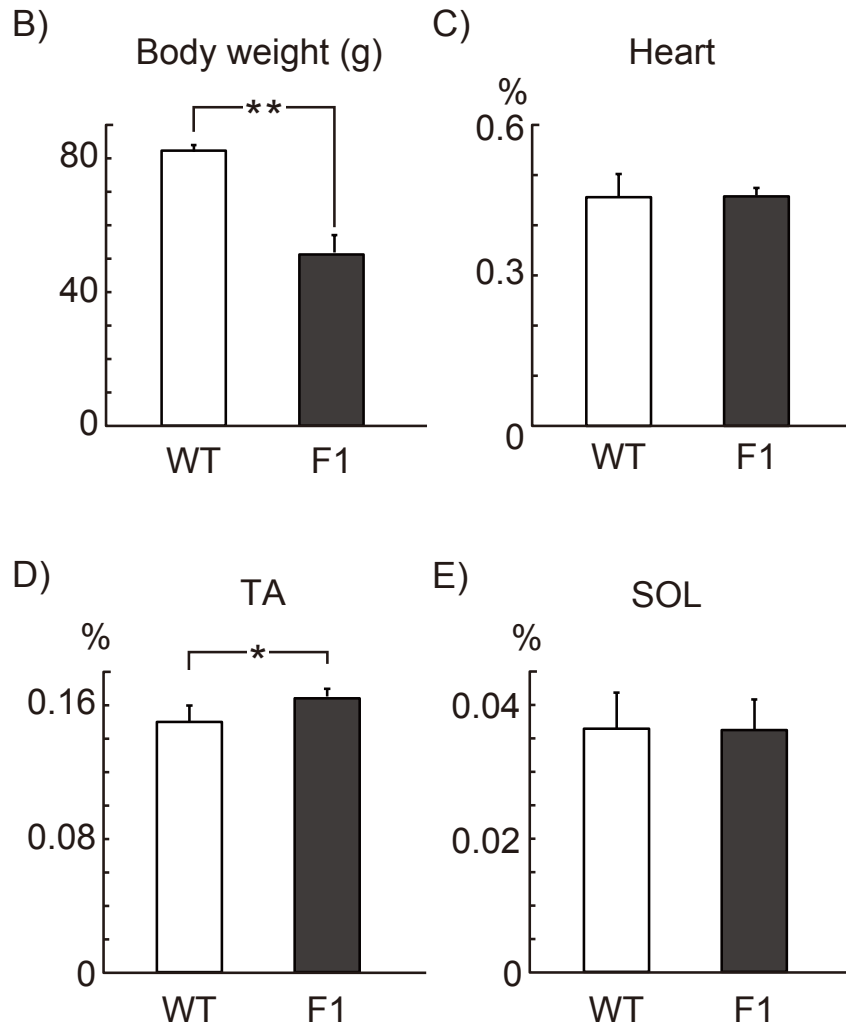 B)
Body weight (g)
**
80
40
0
WT F1
C)
Heart
%
0.6
0.3
0
WT F1
D)
TA
%
*
0.16
0.08
0
WT F1
E)
SOL
%
0.04
0.02
0
WT F1